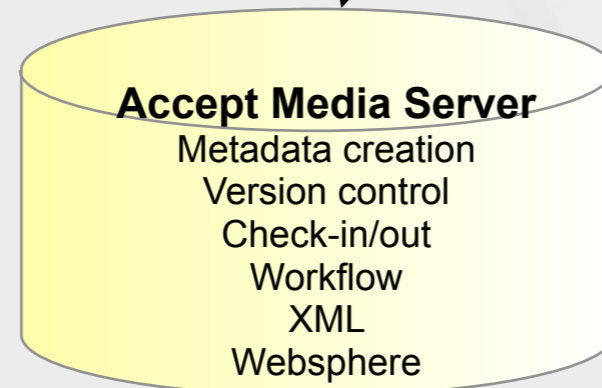 Accept Media Server
Metadata creation
Version control
Check-in/out
Workflow
XML
Websphere